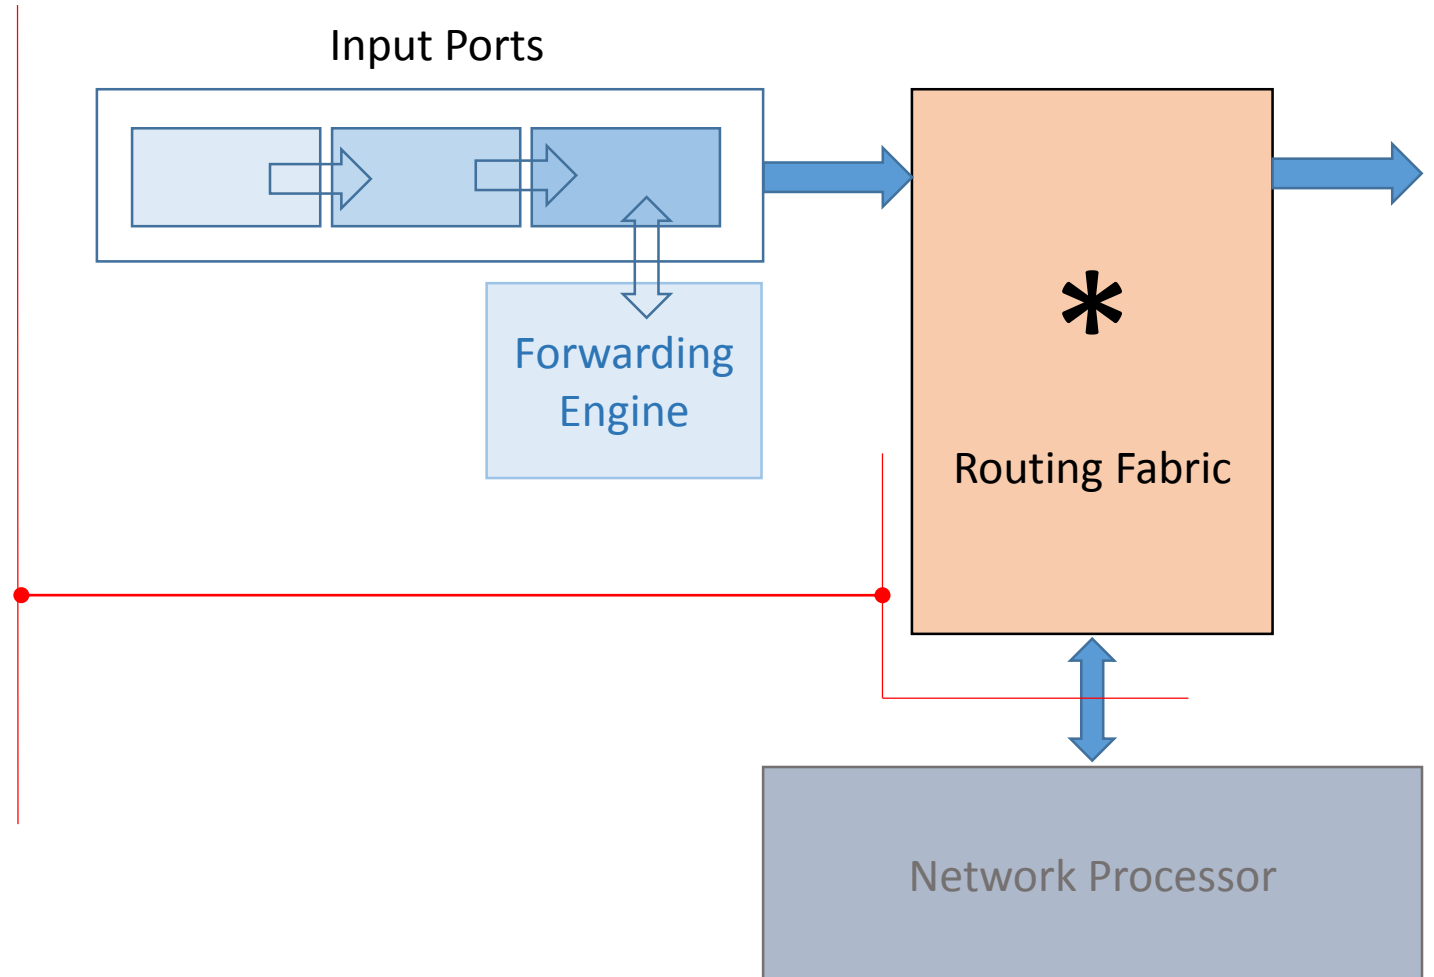 Input Ports
Forwarding
Engine
*
Routing Fabric
Network Processor